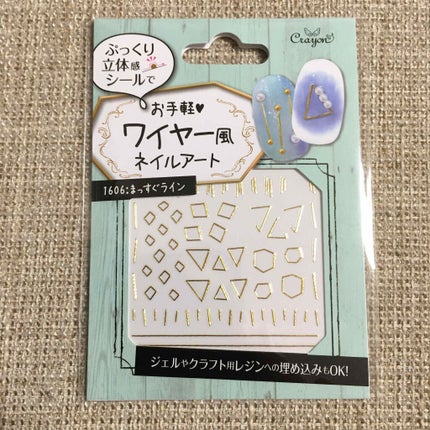 Crayon
ぷっくり
立体感
シールで
お手軽♥
ワイヤー風
ネイルアート
1606:まっすぐライン
ジェルやクラフト用レジンへの埋め込みもOK!